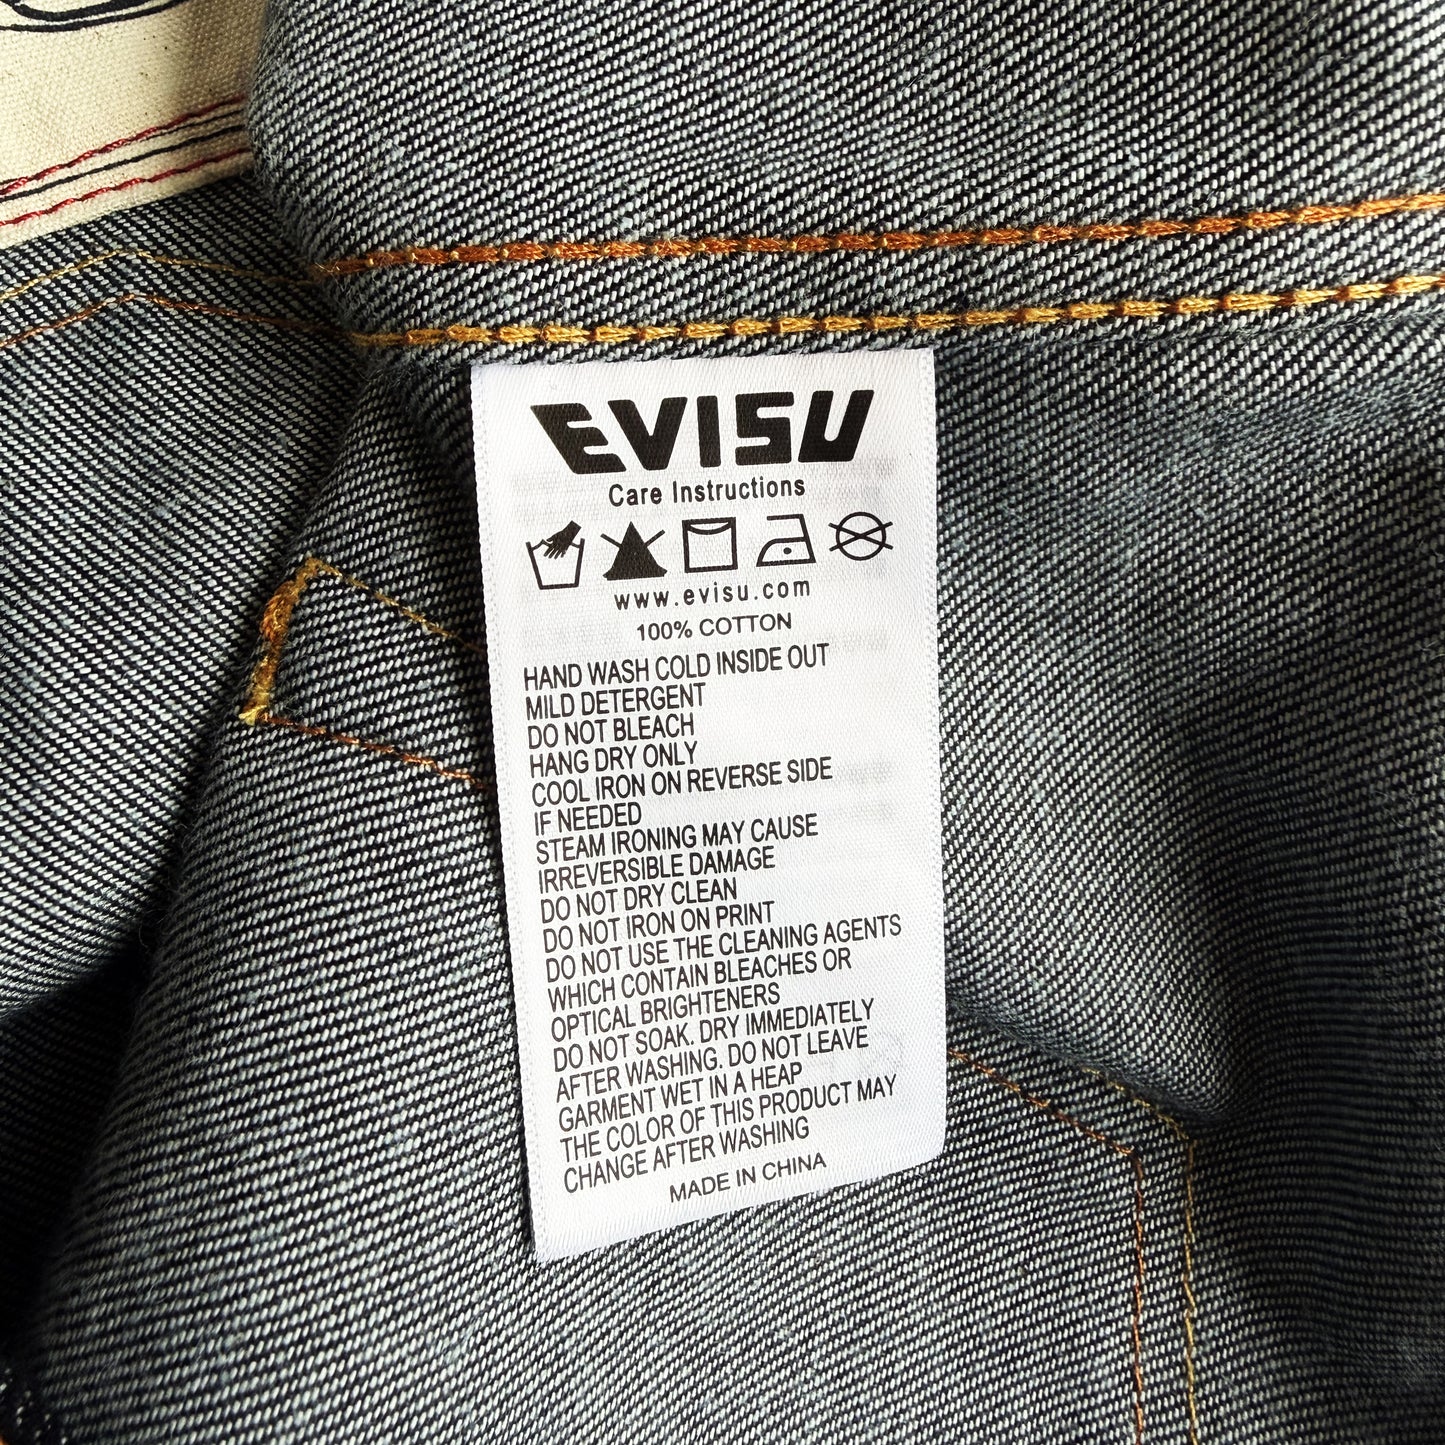 EVISU
Care Instructions
www.evisu.com
100% COTTON
HAND WASH COLD INSIDE OUT
MILD DETERGENT
DO NOT BLEACH
HANG DRY ONLY
COOL IRON ON REVERSE SIDE
IF NEEDED
STEAM IRONING MAY CAUSE
IRREVERSIBLE DAMAGE
DO NOT DRY CLEAN
DO NOT IRON ON PRINT
DO NOT USE THE CLEANING AGENTS
WHICH CONTAIN BLEACHES OR
OPTICAL BRIGHTENERS
DO NOT SOAK. DRY IMMEDIATELY
AFTER WASHING. DO NOT LEAVE
GARMENT WET IN A HEAP
THE COLOR OF THIS PRODUCT MAY
CHANGE AFTER WASHING
MADE IN CHINA